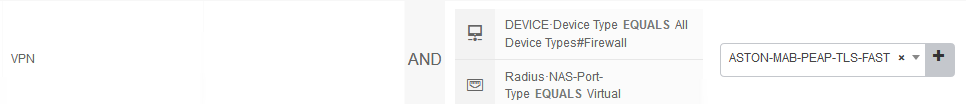 VPN
AND
DEVICE·Device Type EQUALS All
Device Types#Firewall
Radius·NAS-Port-
Type EQUALS Virtual
ASTON-MAB-PEAP-TLS-FAST × +